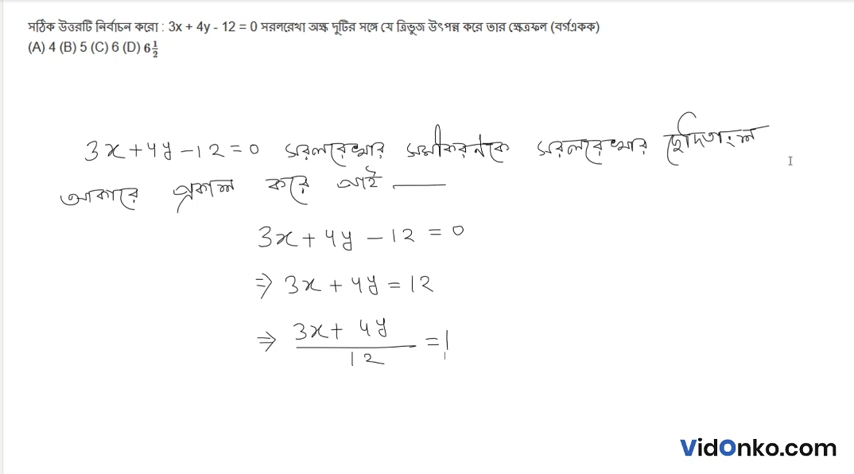 সঠিক উত্তরটি নির্বাচন করো : 3x + 4y - 12 = 0 সরলরেখা অক্ষ দুটির সঙ্গে যে ত্রিভূজ উৎপন্ন করে তার ক্ষেত্রফল (বর্গএকক)
(A) 4 (B) 5 (C) 6 (D) 6 1/2
3x + 4y - 12 = 0 সরলরেখার সমীকরণকে সরলরেখার ছেদিতাংশ
আকারে প্রকাশ করে পাই ——
3x + 4y - 12 = 0
⇒ 3x + 4y = 12
⇒ (3x + 4y)/12 = 1
VidOnko.com